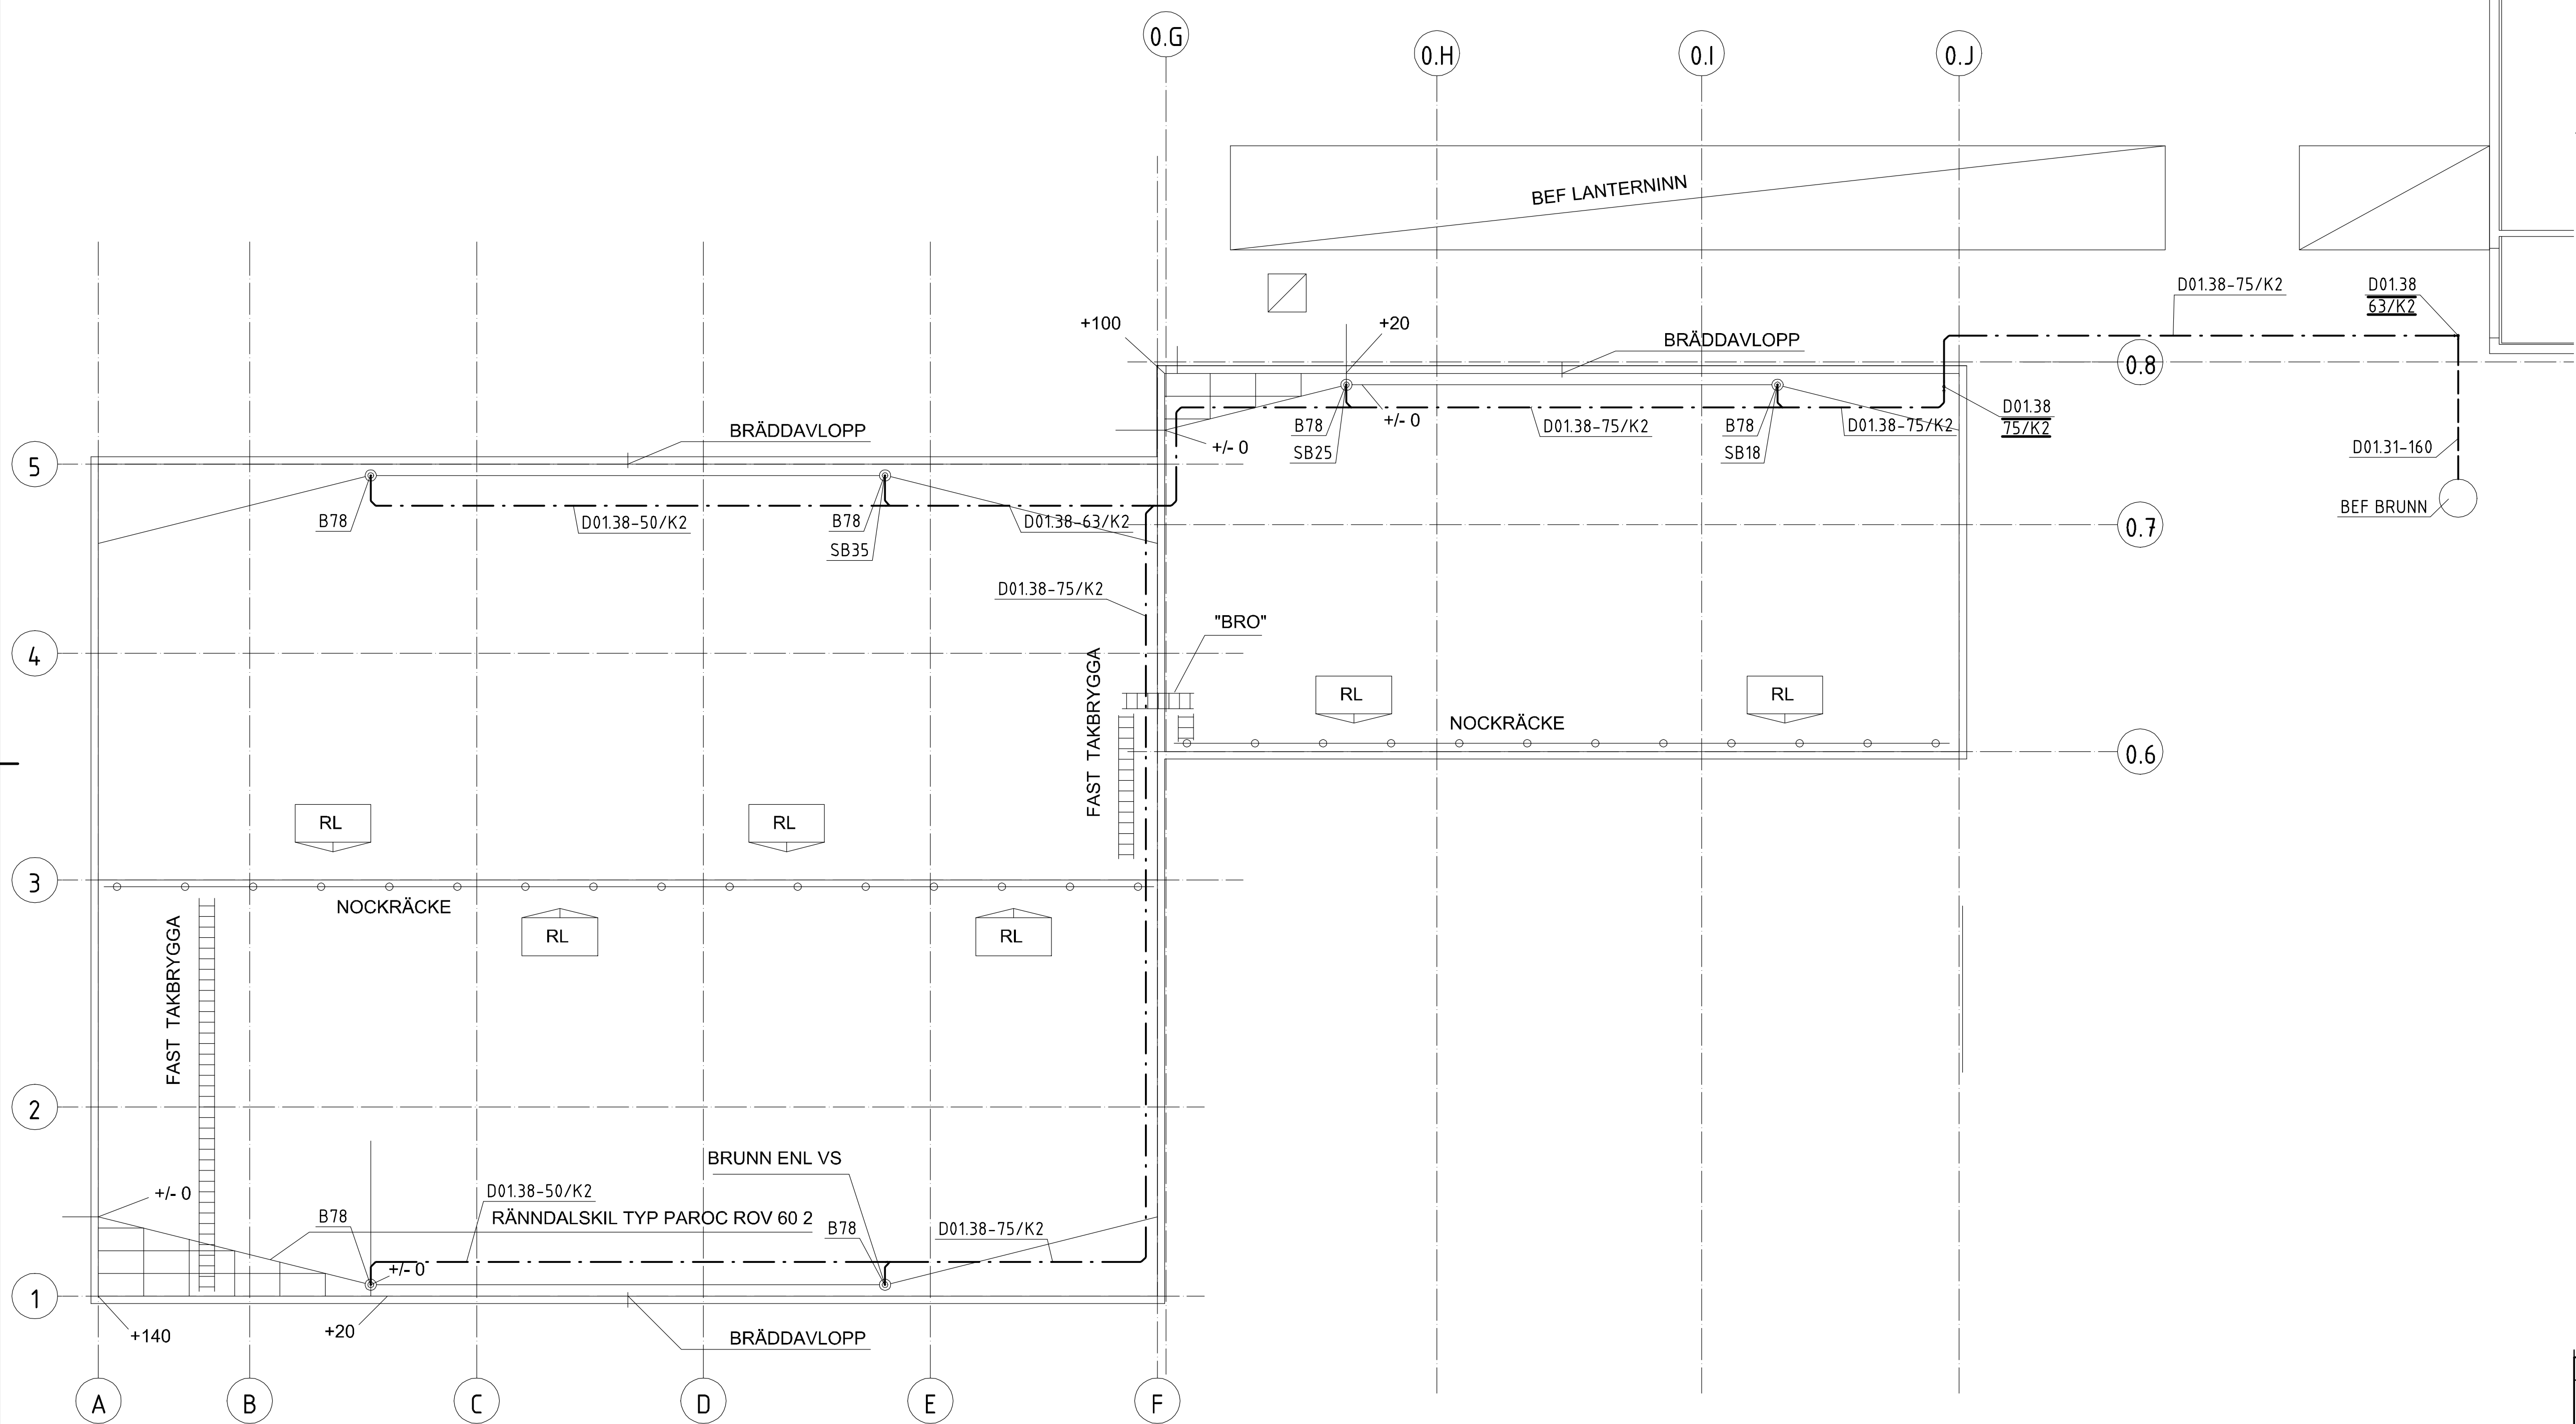 0.G
0.H
0.I
0.J
BEF LANTERNINN
D01.38-75/K2
D01.38
63/K2
+100
+20
BRÄDDAVLOPP
0.8
D01.38
75/K2
B78
SB25
+/- 0
D01.38-75/K2
B78
SB18
D01.38-75/K2
+/- 0
D01.31-160
BEF BRUNN
BRÄDDAVLOPP
5
B78
D01.38-50/K2
B78
SB35
D01.38-63/K2
0.7
D01.38-75/K2
"BRO"
4
FAST TAKBRYGGA
RL
RL
NOCKRÄCKE
0.6
RL
RL
3
NOCKRÄCKE
RL
RL
FAST TAKBRYGGA
2
BRUNN ENL VS
+/- 0
D01.38-50/K2
B78
RÄNNDALSKIL TYP PAROC ROV 60 2
B78
D01.38-75/K2
+/- 0
1
+140
+20
BRÄDDAVLOPP
A
B
C
D
E
F